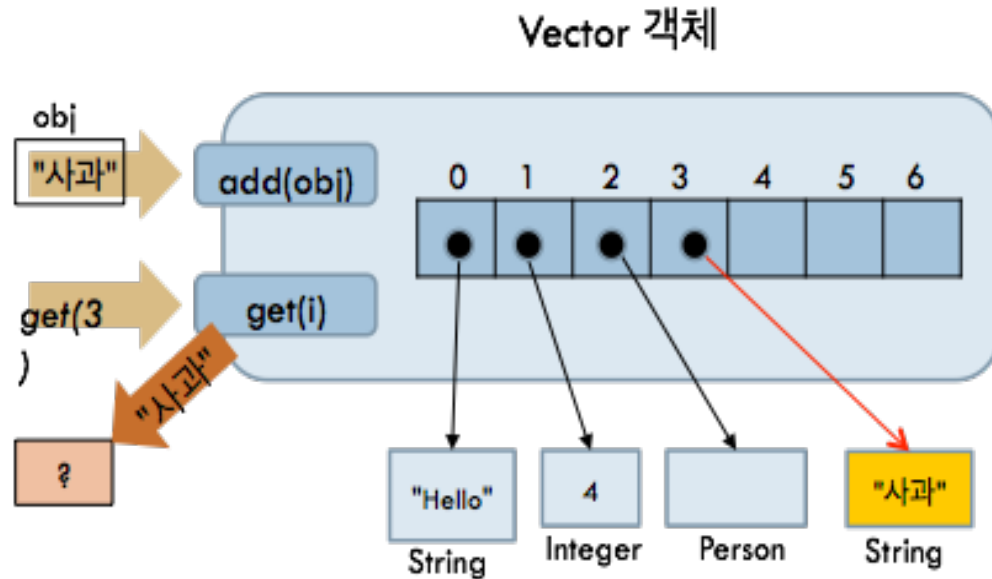 Vector 객체
obj
"사과"
add(obj)
0 1 2 3 4 5 6
get(3
)
get(i)
"사과"
?
"Hello"
4
"사과"
String
Integer
Person
String